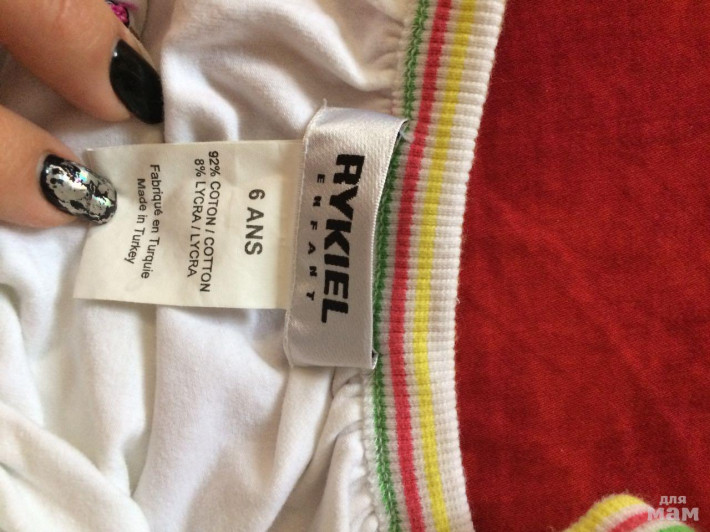 RYKIEL
ENFANT
6 ANS
92% COTON / COTTON
8% LYCRA / LYCRA
Fabriqué en Turquie
Made in Turkey
для
мам